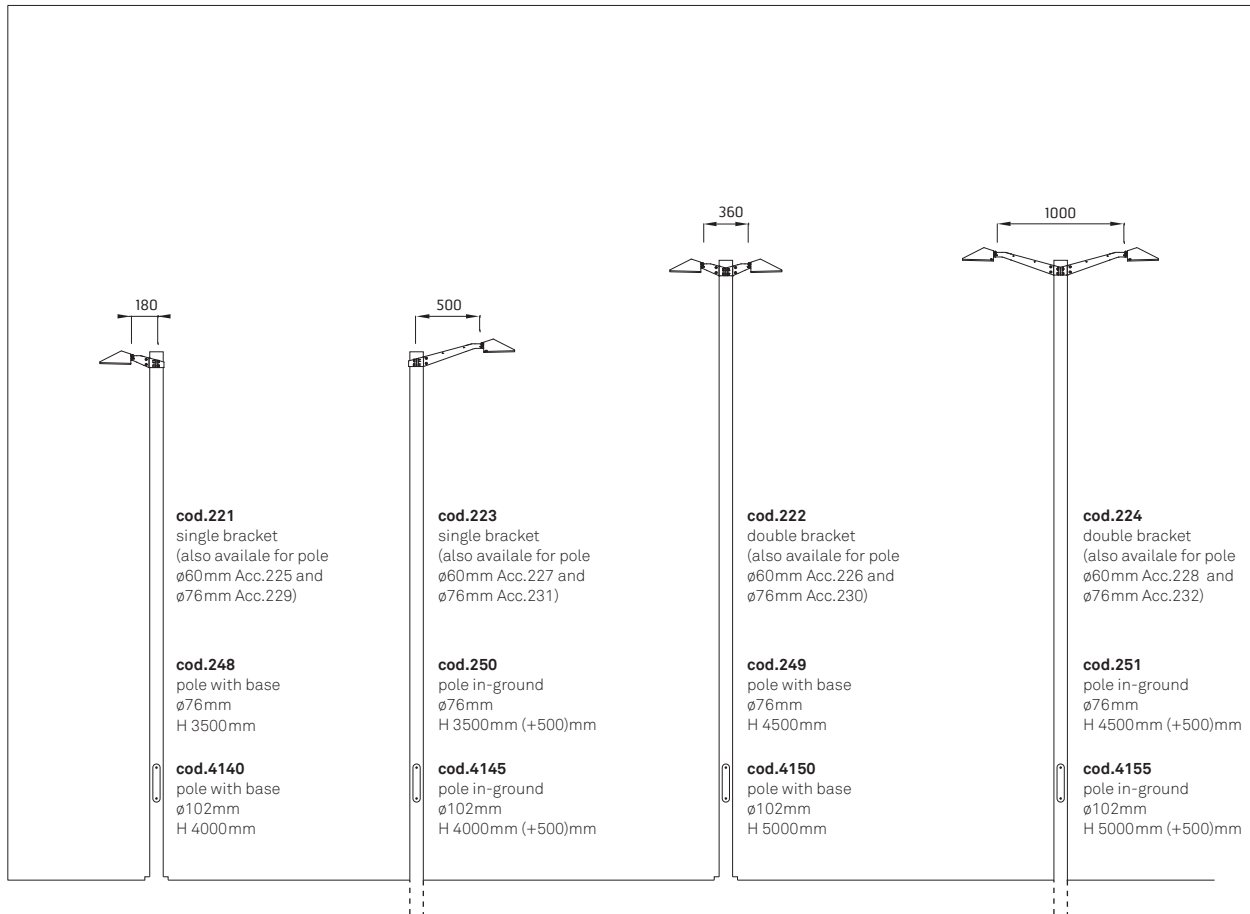 360
1000
180
500
cod.221
single bracket
(also availale for pole
ø60mm Acc.225 and
ø76mm Acc.229)
cod.248
pole with base
ø76mm
H 3500mm
cod.4140
pole with base
ø102mm
H 4000mm
cod.223
single bracket
(also availale for pole
ø60mm Acc.227 and
ø76mm Acc.231)
cod.250
pole in-ground
ø76mm
H 3500mm (+500)mm
cod.4145
pole in-ground
ø102mm
H 4000mm (+500)mm
cod.222
double bracket
(also availale for pole
ø60mm Acc.226 and
ø76mm Acc.230)
cod.249
pole with base
ø76mm
H 4500mm
cod.4150
pole with base
ø102mm
H 5000mm
cod.224
double bracket
(also availale for pole
ø60mm Acc.228 and
ø76mm Acc.232)
cod.251
pole in-ground
ø76mm
H 4500mm (+500)mm
cod.4155
pole in-ground
ø102mm
H 5000mm (+500)mm